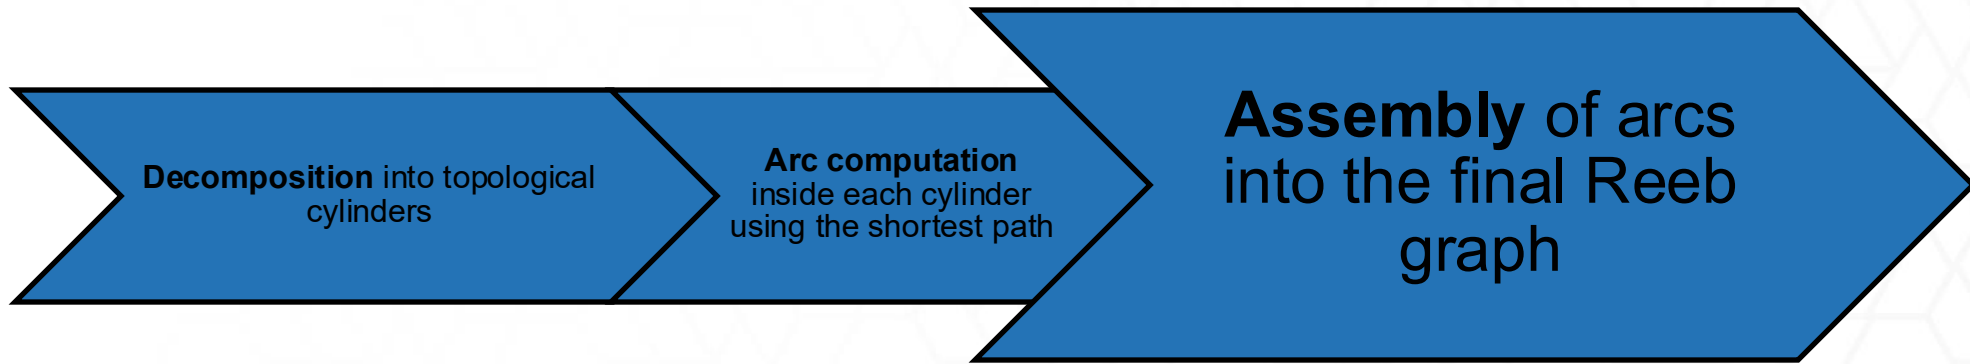 Decomposition into topological
cylinders
Arc computation
inside each cylinder
using the shortest path
Assembly of arcs
into the final Reeb
graph